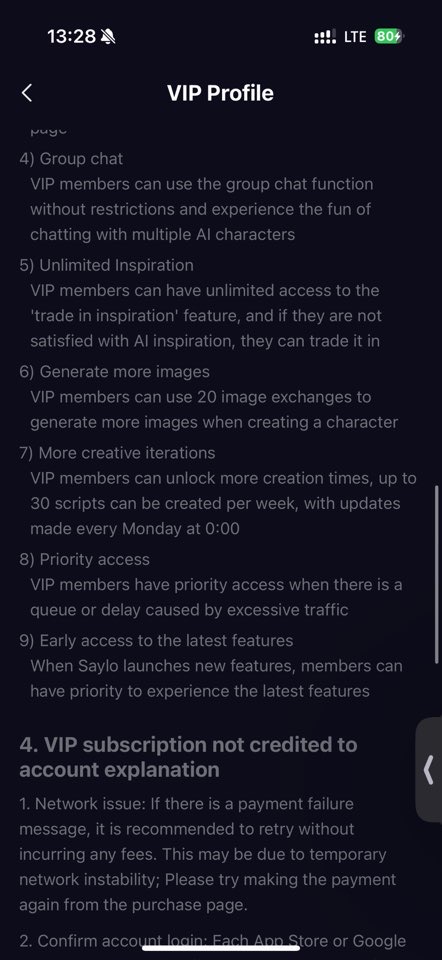 13:28 LTE 80
VIP Profile
page
4) Group chat
VIP members can use the group chat function
without restrictions and experience the fun of
chatting with multiple AI characters
5) Unlimited Inspiration
VIP members can have unlimited access to the
'trade in inspiration' feature, and if they are not
satisfied with AI inspiration, they can trade it in
6) Generate more images
VIP members can use 20 image exchanges to
generate more images when creating a character
7) More creative iterations
VIP members can unlock more creation times, up to
30 scripts can be created per week, with updates
made every Monday at 0:00
8) Priority access
VIP members have priority access when there is a
queue or delay caused by excessive traffic
9) Early access to the latest features
When Saylo launches new features, members can
have priority to experience the latest features
4. VIP subscription not credited to
account explanation
1. Network issue: If there is a payment failure
message, it is recommended to retry without
incurring any fees. This may be due to temporary
network instability; Please try making the payment
again from the purchase page.
2. Confirm account login: Each App Store or Google